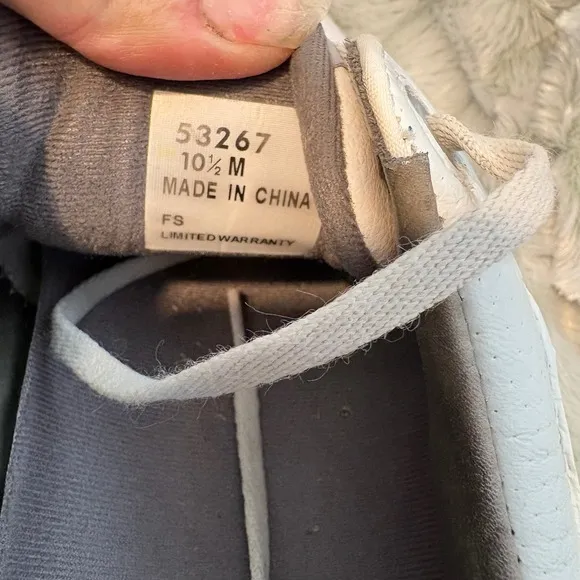 53267
10½ M
MADE IN CHINA
FS
LIMITED WARRANTY